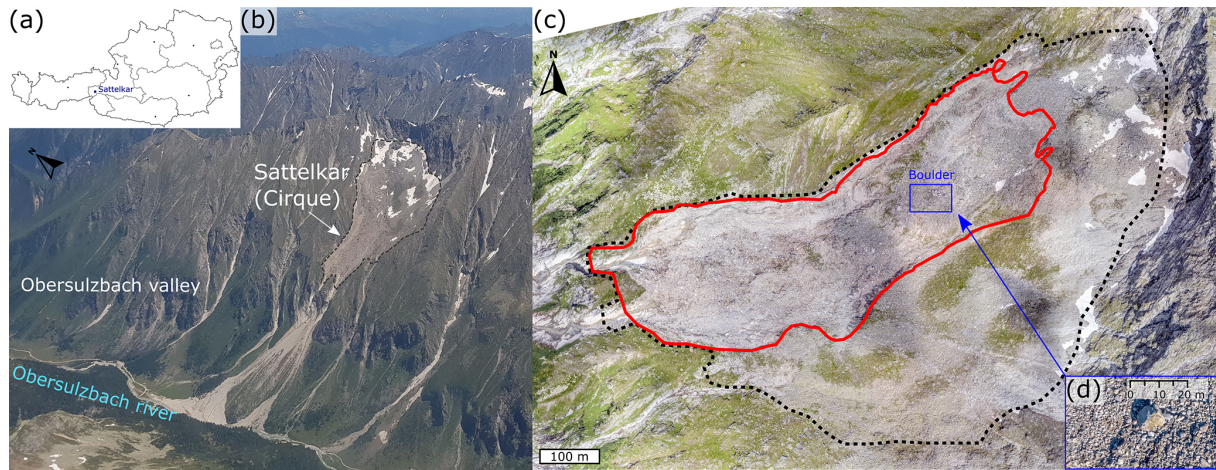 (a)
Sattelkar
(b)
N
Sattelkar
(Cirque)
Obersulzbach valley
Obersulzbach river
(c)
N
Boulder
100 m
(d)
0 10 20 m